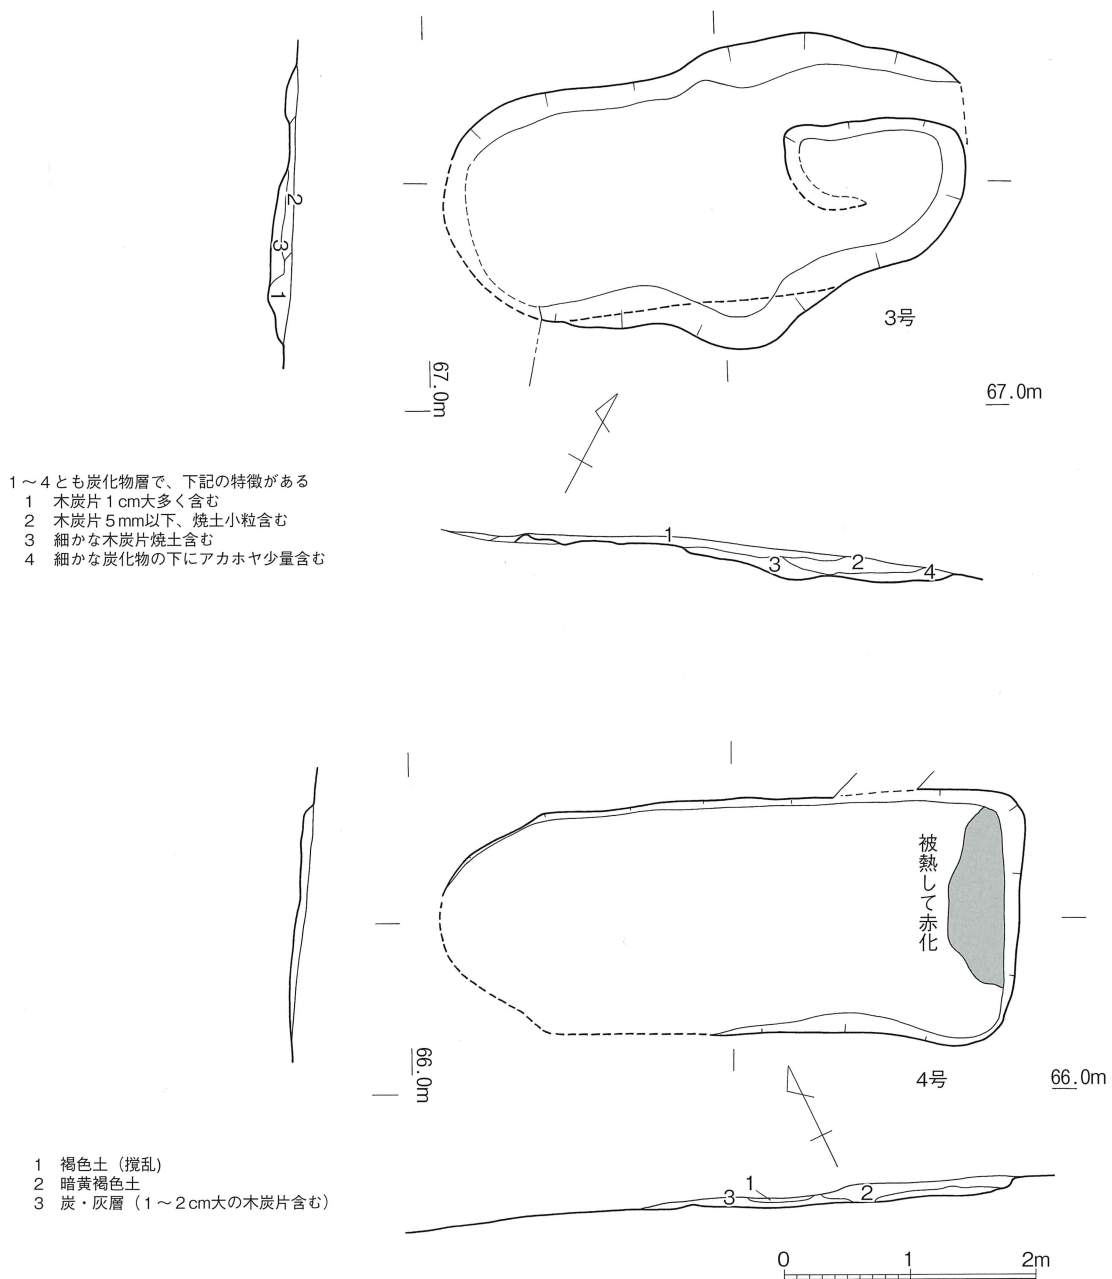 2
3
1
3号
67.0m
67.0m
1～4とも炭化物層で、下記の特徴がある
1 木炭片1cm大多く含む
2 木炭片5mm以下、焼土小粒含む
3 細かな木炭片焼土含む
4 細かな炭化物の下にアカホヤ少量含む
1
3
2
4
被熱して赤化
66.0m
4号
66.0m
1 褐色土（撹乱)
2 暗黄褐色土
3 炭・灰層（1～2cm大の木炭片含む）
1
3
2
0 1 2m